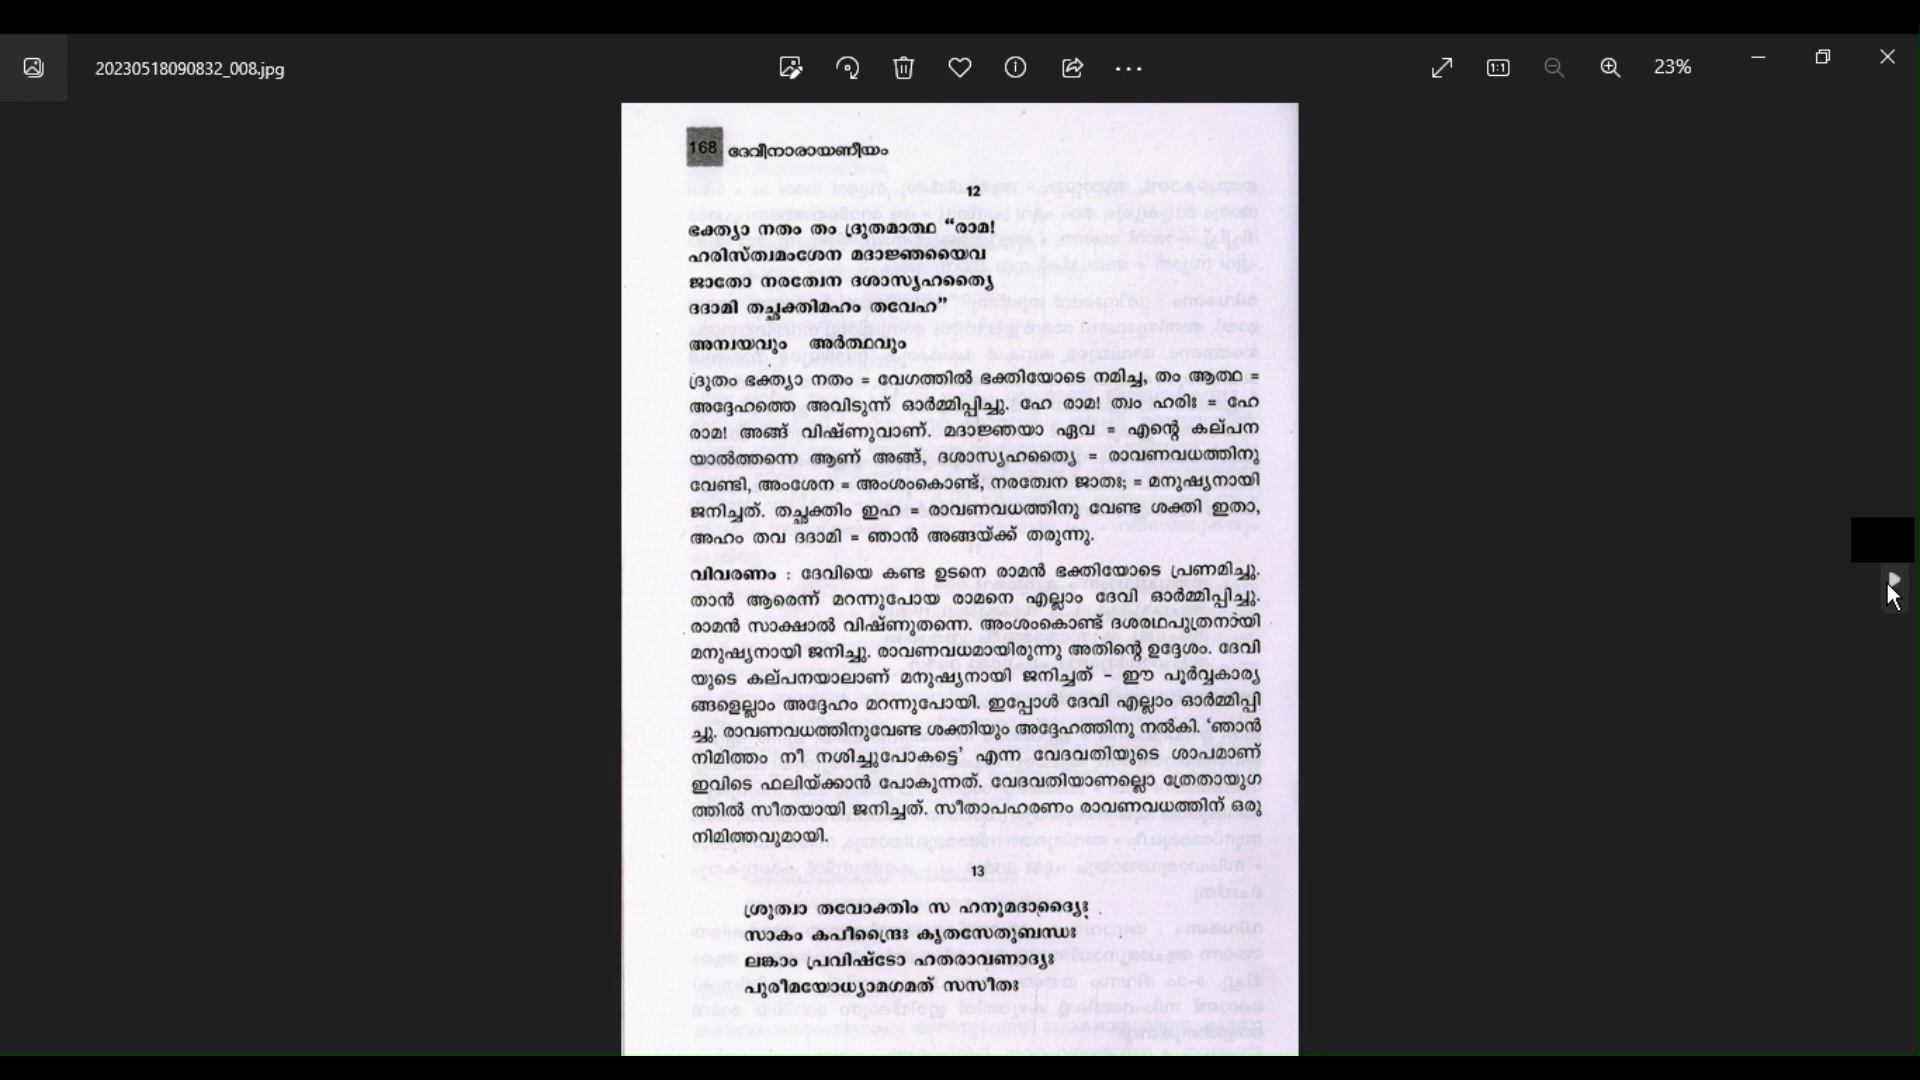 20230518090832_008.jpg
23%
168 ദേവീനാരായണീയം
12
ഭക്ത്യാ നതം തം ദ്രുതമാത്ഥ “രാമ!
ഹരിസ്ത്വമംശേന മദാജ്ഞയൈവ
ജാതോ നരത്വേന ദശാസ്യഹത്യൈ
ദദാമി തച്ഛക്തിമഹം തവേഹ”
അന്വയവും അർത്ഥവും
ദ്രുതം ഭക്ത്യാ നതം = വേഗത്തിൽ ഭക്തിയോടെ നമിച്ച, തം ആത്ഥ =
അദ്ദേഹത്തെ അവിടുന്ന് ഓർമ്മിപ്പിച്ചു. ഹേ രാമ! ത്വം ഹരിഃ = ഹേ
രാമ! അങ്ങ് വിഷ്ണുവാണ്. മദാജ്ഞയാ ഏവ = എന്റെ കല്പന
യാൽത്തന്നെ ആണ് അങ്ങ്, ദശാസ്യഹത്യൈ = രാവണവധത്തിനു
വേണ്ടി, അംശേന = അംശംകൊണ്ട്, നരത്വേന ജാതഃ; = മനുഷ്യനായി
ജനിച്ചത്. തച്ഛക്തിം ഇഹ = രാവണവധത്തിനു വേണ്ട ശക്തി ഇതാ,
അഹം തവ ദദാമി = ഞാൻ അങ്ങയ്ക്ക് തരുന്നു.
വിവരണം : ദേവിയെ കണ്ട ഉടനെ രാമൻ ഭക്തിയോടെ പ്രണമിച്ചു.
താൻ ആരെന്ന് മറന്നുപോയ രാമനെ എല്ലാം ദേവി ഓർമ്മിപ്പിച്ചു.
രാമൻ സാക്ഷാൽ വിഷ്ണുതന്നെ. അംശംകൊണ്ട് ദശരഥപുത്രനായി
മനുഷ്യനായി ജനിച്ചു. രാവണവധമായിരുന്നു അതിന്റെ ഉദ്ദേശം. ദേവി
യുടെ കല്പനയാലാണ് മനുഷ്യനായി ജനിച്ചത് – ഈ പൂർവ്വകാര്യ
ങ്ങളെല്ലാം അദ്ദേഹം മറന്നുപോയി. ഇപ്പോൾ ദേവി എല്ലാം ഓർമ്മിപ്പി
ച്ചു. രാവണവധത്തിനുവേണ്ട ശക്തിയും അദ്ദേഹത്തിനു നൽകി. ‘ഞാൻ
നിമിത്തം നീ നശിച്ചുപോകട്ടെ’ എന്ന വേദവതിയുടെ ശാപമാണ്
ഇവിടെ ഫലിയ്ക്കാൻ പോകുന്നത്. വേദവതിയാണല്ലൊ ത്രേതായുഗ
ത്തിൽ സീതയായി ജനിച്ചത്. സീതാപഹരണം രാവണവധത്തിന് ഒരു
നിമിത്തവുമായി.
13
ശ്രുത്വാ തവോക്തിം സ ഹനൂമദാദ്യൈഃ
സാകം കപീന്ദ്രൈഃ കൃതസേതുബന്ധഃ
ലങ്കാം പ്രവിഷ്ടോ ഹതരാവണാദ്യഃ
പുരീമയോധ്യാമഗമത് സസീതഃ